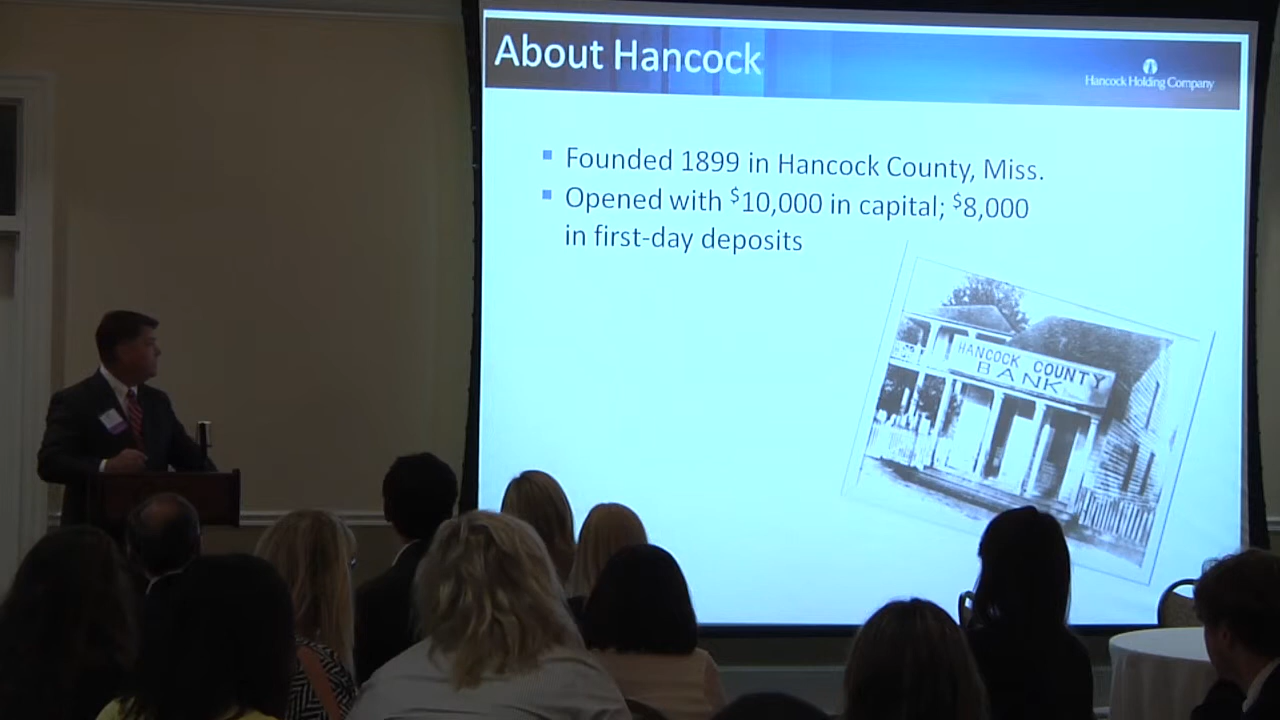 About Hancock
Hancock Holding Company
Founded 1899 in Hancock County, Miss.
Opened with $10,000 in capital; $8,000
in first-day deposits
HANCOCK COUNTY
BANK